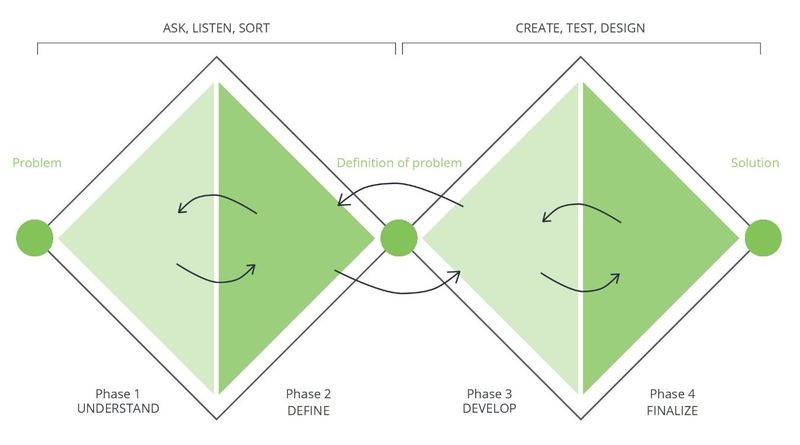 ASK, LISTEN, SORT
CREATE, TEST, DESIGN
Problem
Definition of problem
Solution
Phase 1
UNDERSTAND
Phase 2
DEFINE
Phase 3
DEVELOP
Phase 4
FINALIZE